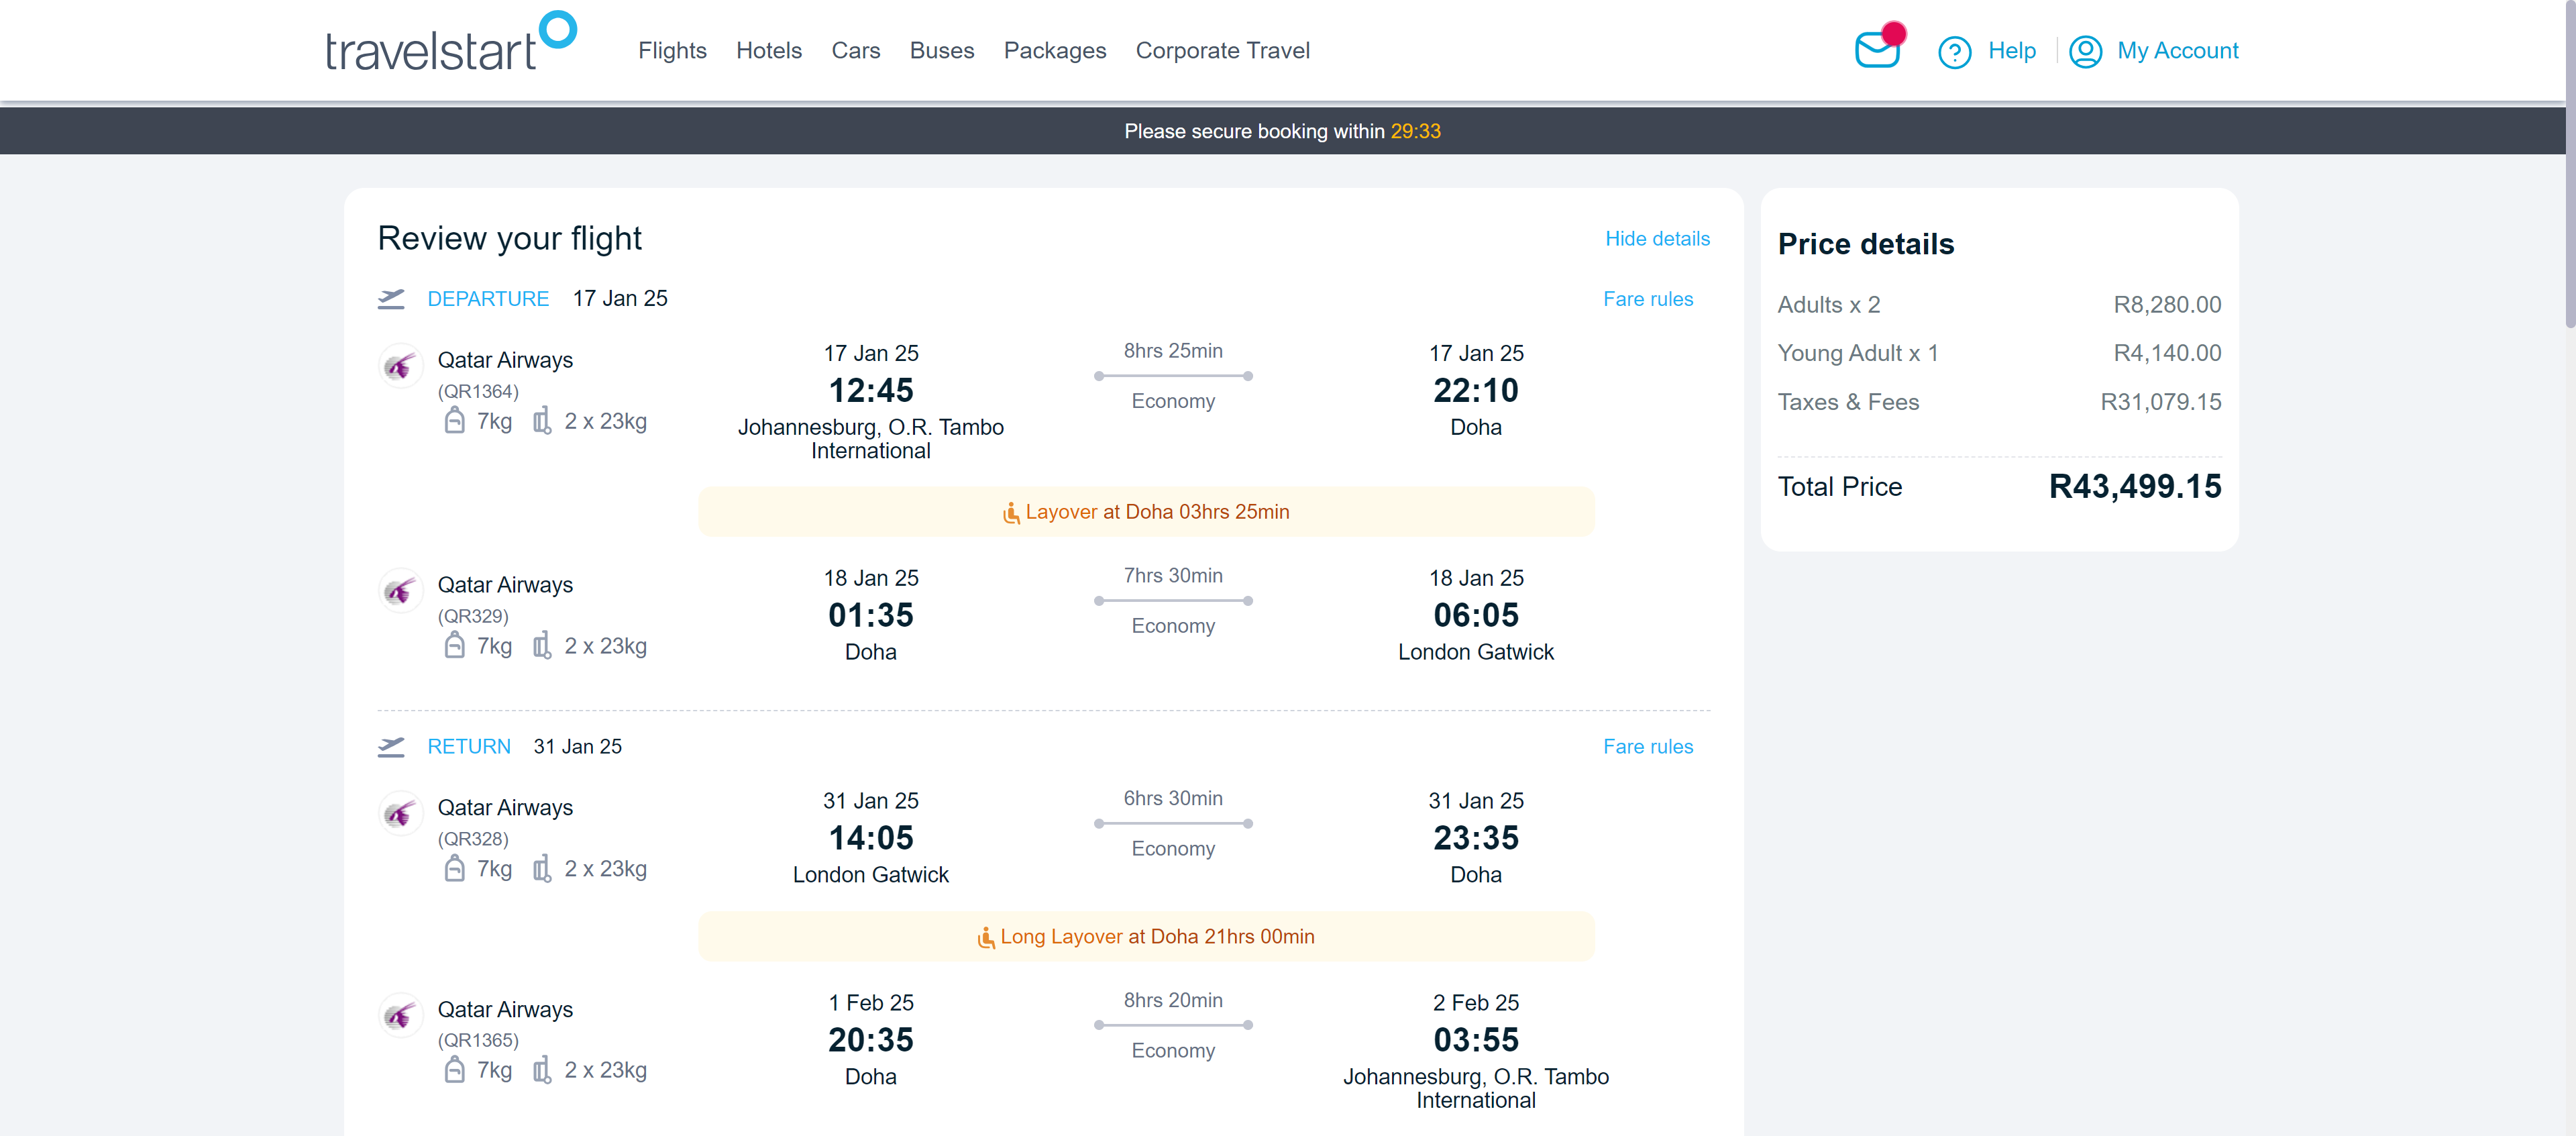 travelstart
Flights Hotels Cars Buses Packages Corporate Travel
Help My Account
Please secure booking within 29:33
Review your flight
Hide details
DEPARTURE 17 Jan 25
Fare rules
Qatar Airways
(QR1364)
7kg 2 x 23kg
17 Jan 25
12:45
Johannesburg, O.R. Tambo
International
8hrs 25min
Economy
17 Jan 25
22:10
Doha
Layover at Doha 03hrs 25min
Qatar Airways
(QR329)
7kg 2 x 23kg
18 Jan 25
01:35
Doha
7hrs 30min
Economy
18 Jan 25
06:05
London Gatwick
RETURN 31 Jan 25
Fare rules
Qatar Airways
(QR328)
7kg 2 x 23kg
31 Jan 25
14:05
London Gatwick
6hrs 30min
Economy
31 Jan 25
23:35
Doha
Long Layover at Doha 21hrs 00min
Qatar Airways
(QR1365)
7kg 2 x 23kg
1 Feb 25
20:35
Doha
8hrs 20min
Economy
2 Feb 25
03:55
Johannesburg, O.R. Tambo
International
Price details
Adults x 2 R8,280.00
Young Adult x 1 R4,140.00
Taxes & Fees R31,079.15
Total Price R43,499.15